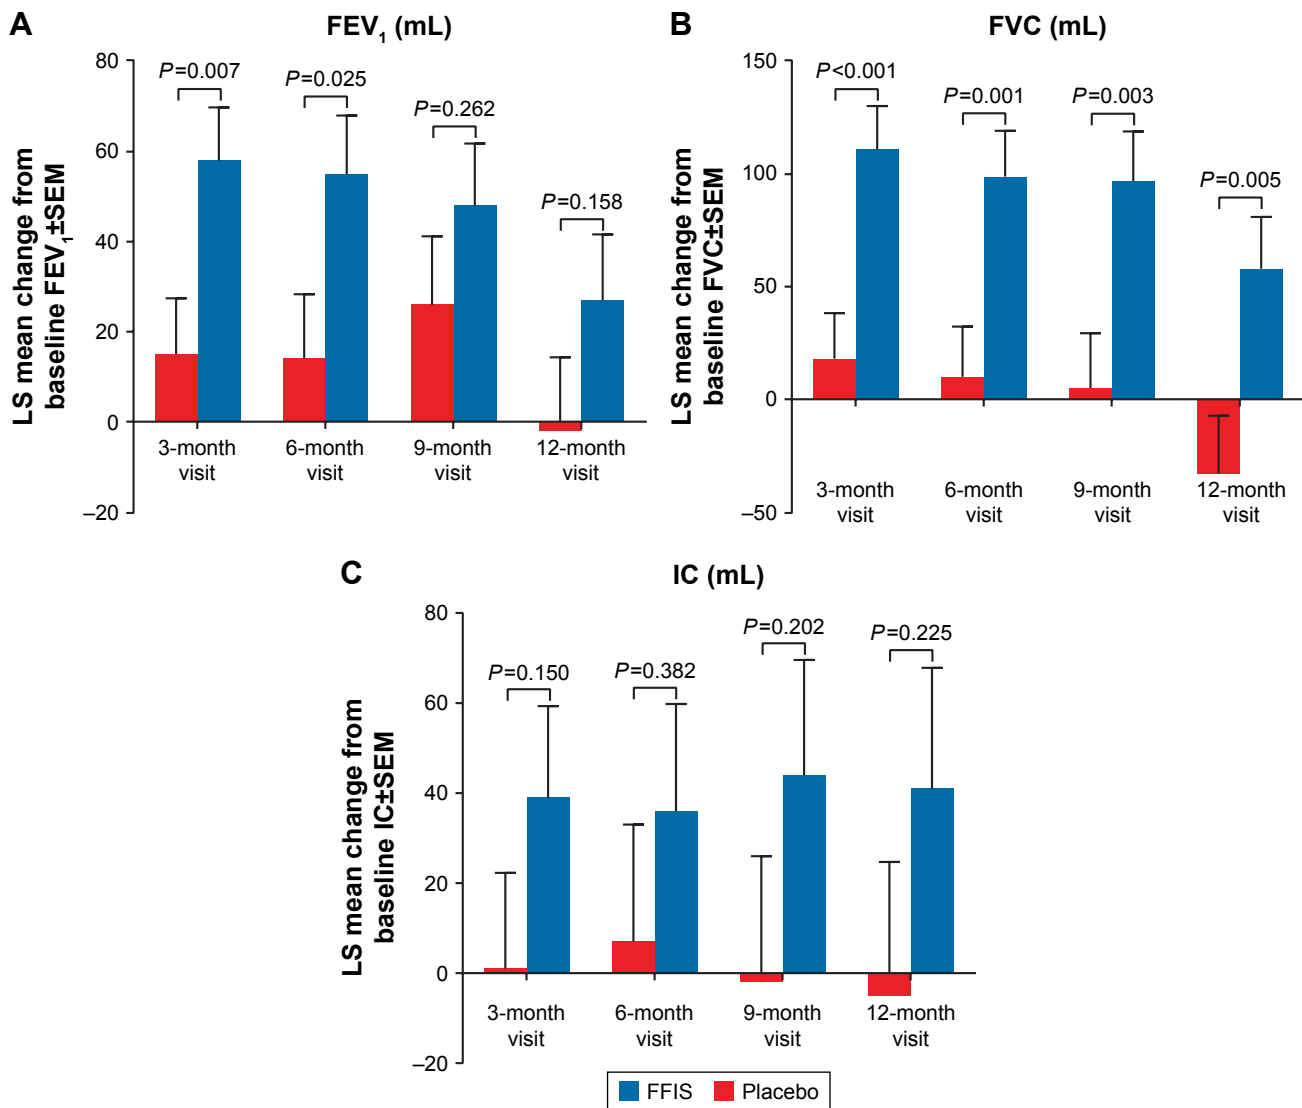 A
FEV1 (mL)
LS mean change from
baseline FEV1±SEM
80
60
40
20
0
–20
P=0.007
P=0.025
P=0.262
P=0.158
3-month
visit
6-month
visit
9-month
visit
12-month
visit
B
FVC (mL)
LS mean change from
baseline FVC±SEM
150
100
50
0
–50
P<0.001
P=0.001
P=0.003
P=0.005
3-month
visit
6-month
visit
9-month
visit
12-month
visit
C
IC (mL)
LS mean change from
baseline IC±SEM
80
60
40
20
0
–20
P=0.150
P=0.382
P=0.202
P=0.225
3-month
visit
6-month
visit
9-month
visit
12-month
visit
FFIS
Placebo